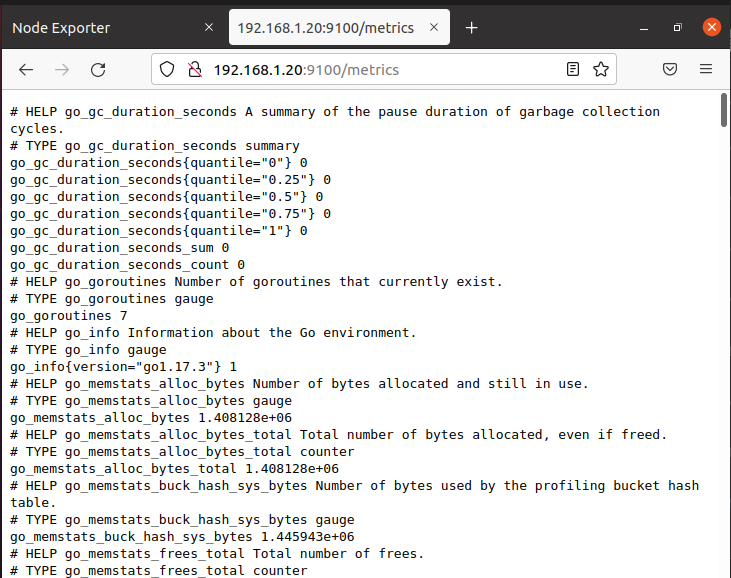 Node Exporter
192.168.1.20:9100/metrics
192.168.1.20:9100/metrics
# HELP go_gc_duration_seconds A summary of the pause duration of garbage collection
cycles.
# TYPE go_gc_duration_seconds summary
go_gc_duration_seconds{quantile="0"} 0
go_gc_duration_seconds{quantile="0.25"} 0
go_gc_duration_seconds{quantile="0.5"} 0
go_gc_duration_seconds{quantile="0.75"} 0
go_gc_duration_seconds{quantile="1"} 0
go_gc_duration_seconds_sum 0
go_gc_duration_seconds_count 0
# HELP go_goroutines Number of goroutines that currently exist.
# TYPE go_goroutines gauge
go_goroutines 7
# HELP go_info Information about the Go environment.
# TYPE go_info gauge
go_info{version="go1.17.3"} 1
# HELP go_memstats_alloc_bytes Number of bytes allocated and still in use.
# TYPE go_memstats_alloc_bytes gauge
go_memstats_alloc_bytes 1.408128e+06
# HELP go_memstats_alloc_bytes_total Total number of bytes allocated, even if freed.
# TYPE go_memstats_alloc_bytes_total counter
go_memstats_alloc_bytes_total 1.408128e+06
# HELP go_memstats_buck_hash_sys_bytes Number of bytes used by the profiling bucket hash
table.
# TYPE go_memstats_buck_hash_sys_bytes gauge
go_memstats_buck_hash_sys_bytes 1.445943e+06
# HELP go_memstats_frees_total Total number of frees.
# TYPE go_memstats_frees_total counter